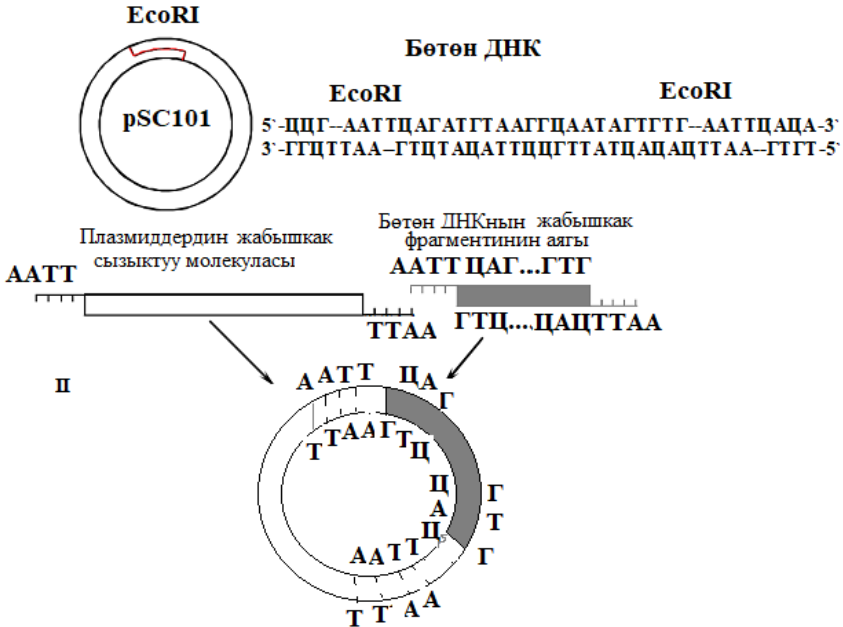 EcoRI
pSC101
Бөтөн ДНК
EcoRI
EcoRI
5`-ЦЦГ--ААТТЦАГАТГТААГГЦААТАГТГТГ--ААТТЦАЦА-3`
3`-ГГЦТТАА--ГТЦТАЦАТТЦЦГТТАТЦАЦАЦТТАА--ГТГТ-5`
Плазмиддердин жабышкак
сызыктуу молекуласы
Бөтөн ДНКнын жабышкак
фрагментинин аягы
ААТТ
ТТАА
ААТТ ЦАГ...ГТГ
ГТЦ....ЦАЦТТАА
II
А А Т Т Ц А Г
Т Т А А Г Т Ц
Ц А Ц
Г Т Г
А А Т Т
Т Т А А